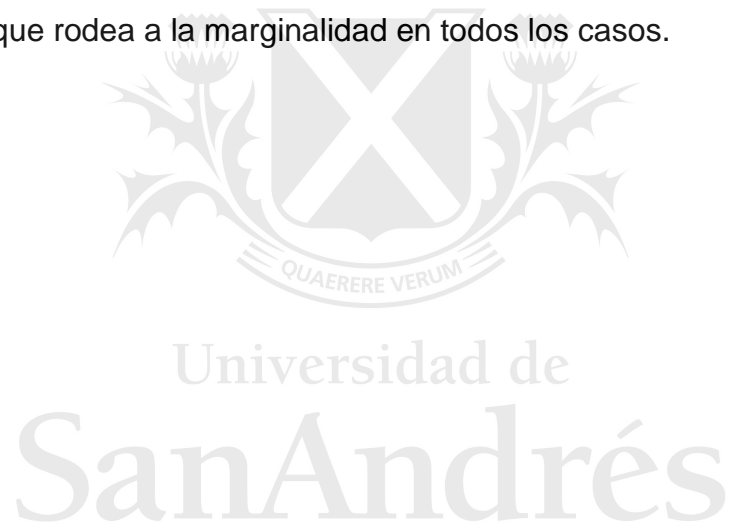 que rodea a la marginalidad en todos los casos.
QUAERERE VERUM
Universidad de
SanAndrés